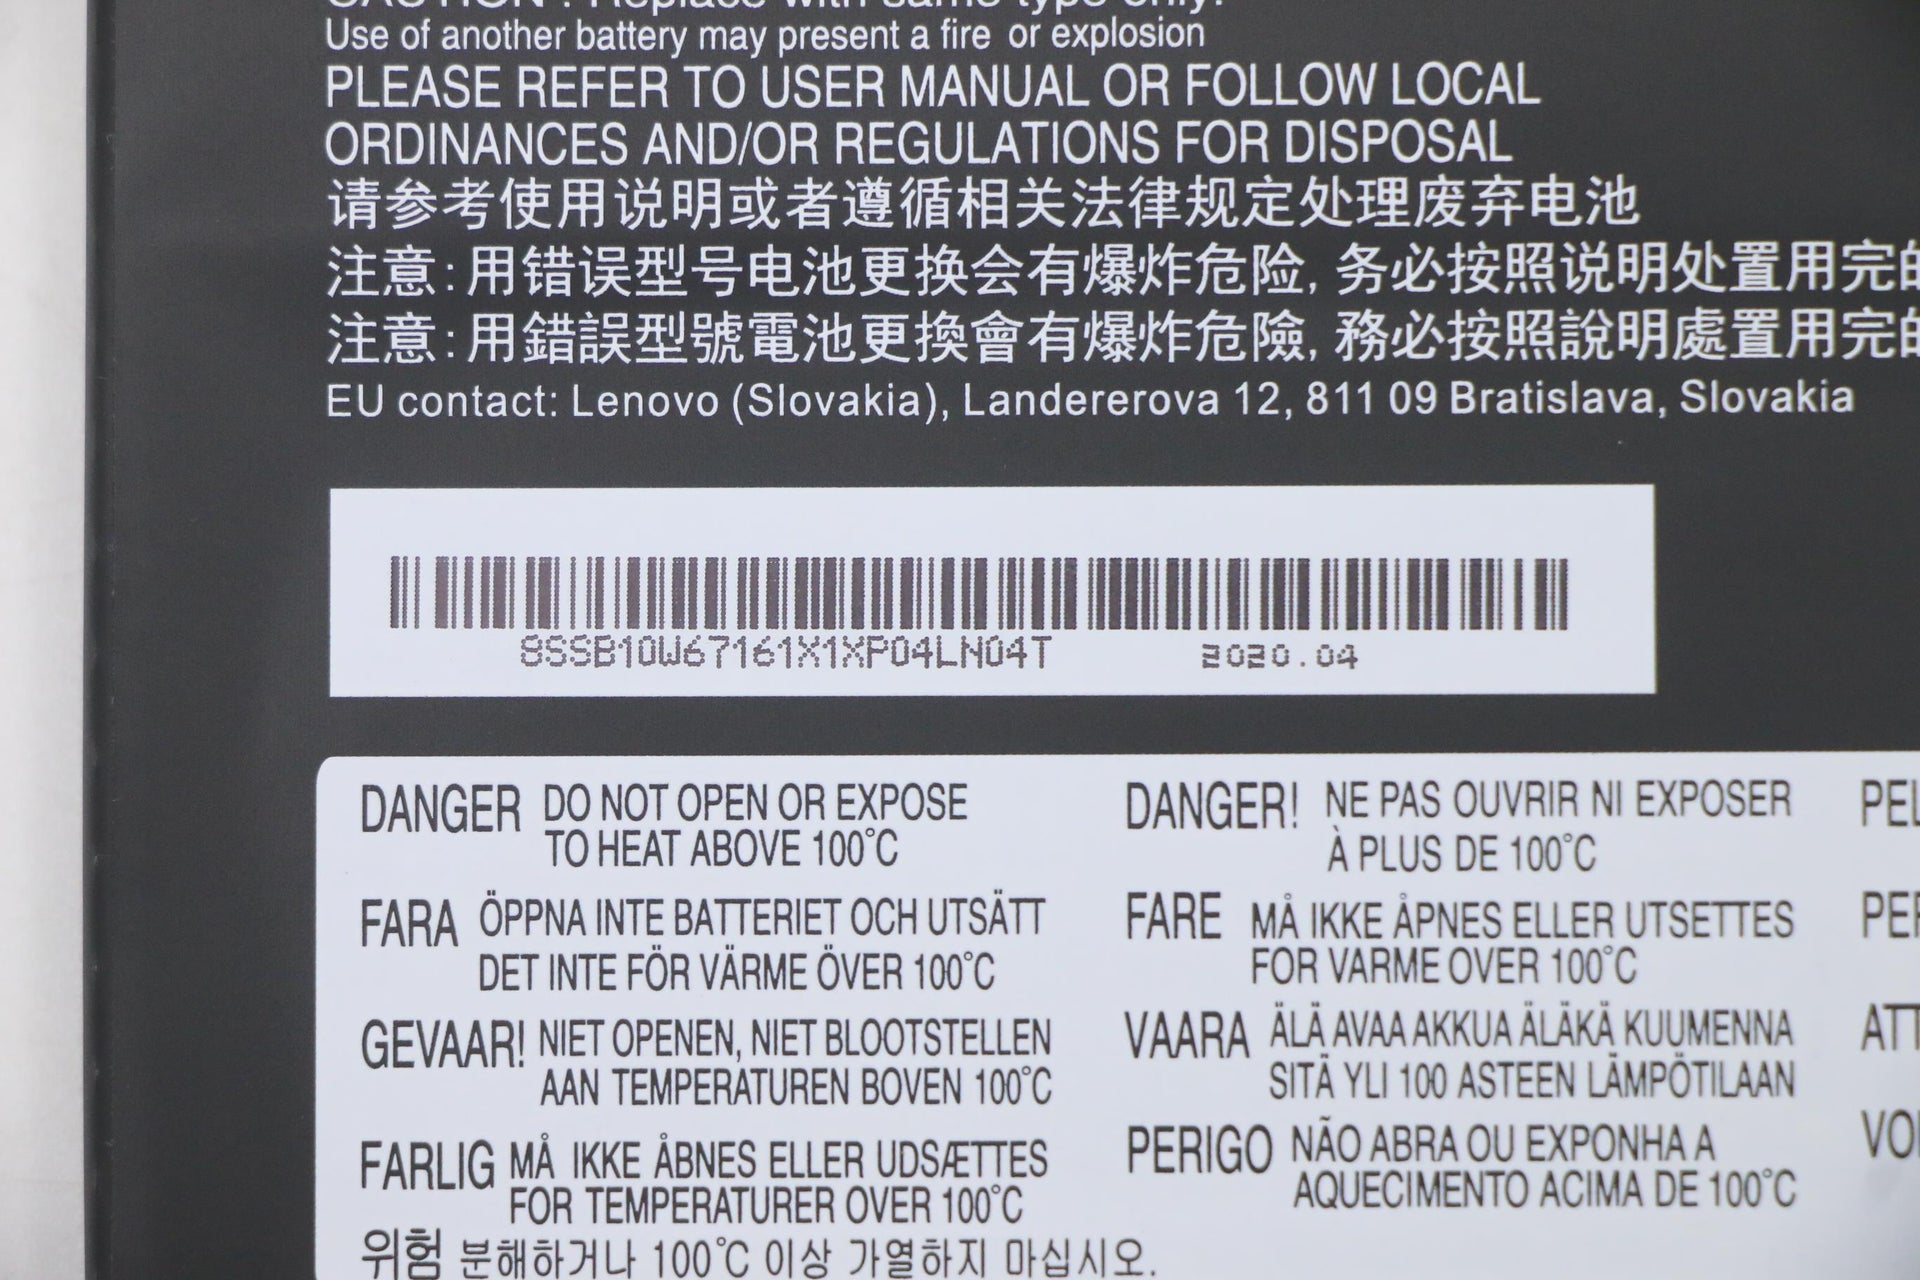 CAUTION : Replace with same type only.
Use of another battery may present a fire or explosion
PLEASE REFER TO USER MANUAL OR FOLLOW LOCAL
ORDINANCES AND/OR REGULATIONS FOR DISPOSAL
请参考使用说明或者遵循相关法律规定处理废弃电池
注意:用错误型号电池更换会有爆炸危险,务必按照说明处置用完的
注意:用錯誤型號電池更換會有爆炸危險,務必按照說明處置用完的
EU contact: Lenovo (Slovakia), Landererova 12, 811 09 Bratislava, Slovakia
8SSB10W67161X1XP04LN04T 2020.04
DANGER DO NOT OPEN OR EXPOSE
TO HEAT ABOVE 100°C
DANGER! NE PAS OUVRIR NI EXPOSER
À PLUS DE 100°C
FARA ÖPPNA INTE BATTERIET OCH UTSÄTT
DET INTE FÖR VÄRME ÖVER 100°C
FARE MÅ IKKE ÅPNES ELLER UTSETTES
FOR VARME OVER 100°C
GEVAAR! NIET OPENEN, NIET BLOOTSTELLEN
AAN TEMPERATUREN BOVEN 100°C
VAARA ÄLÄ AVAA AKKUA ÄLÄKÄ KUUMENNA
SITÄ YLI 100 ASTEEN LÄMPÖTILAAN
FARLIG MÅ IKKE ÅBNES ELLER UDSÆTTES
FOR TEMPERATURER OVER 100°C
PERIGO NÃO ABRA OU EXPONHA A
AQUECIMENTO ACIMA DE 100°C
위험 분해하거나 100°C 이상 가열하지 마십시오.